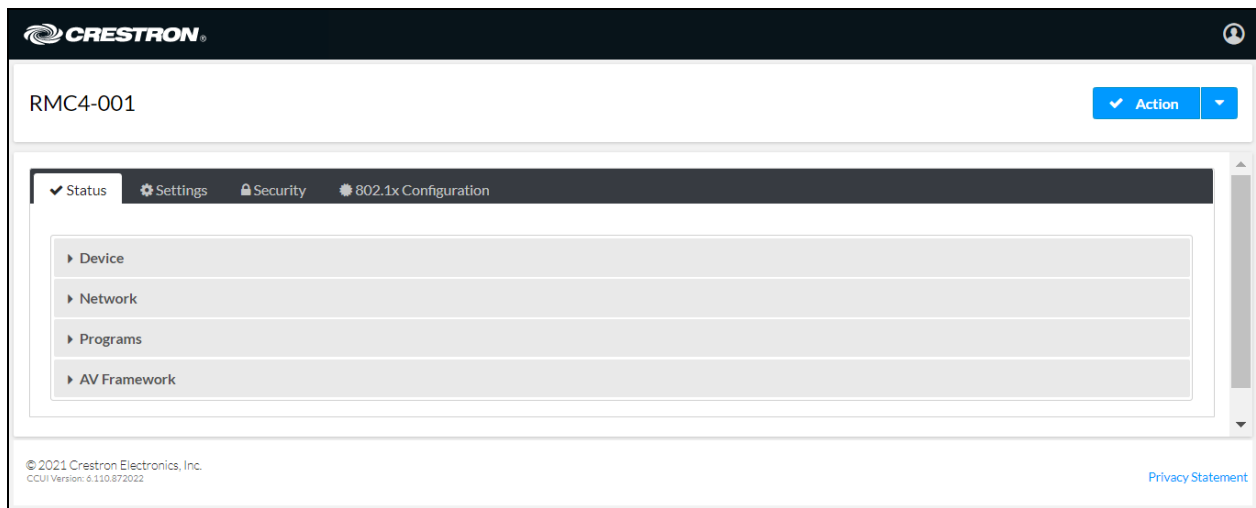 CRESTRON®
RMC4-001
Action
Status Settings Security 802.1x Configuration
Device
Network
Programs
AV Framework
© 2021 Crestron Electronics, Inc.
CCUI Version: 6.110.872022
Privacy Statement